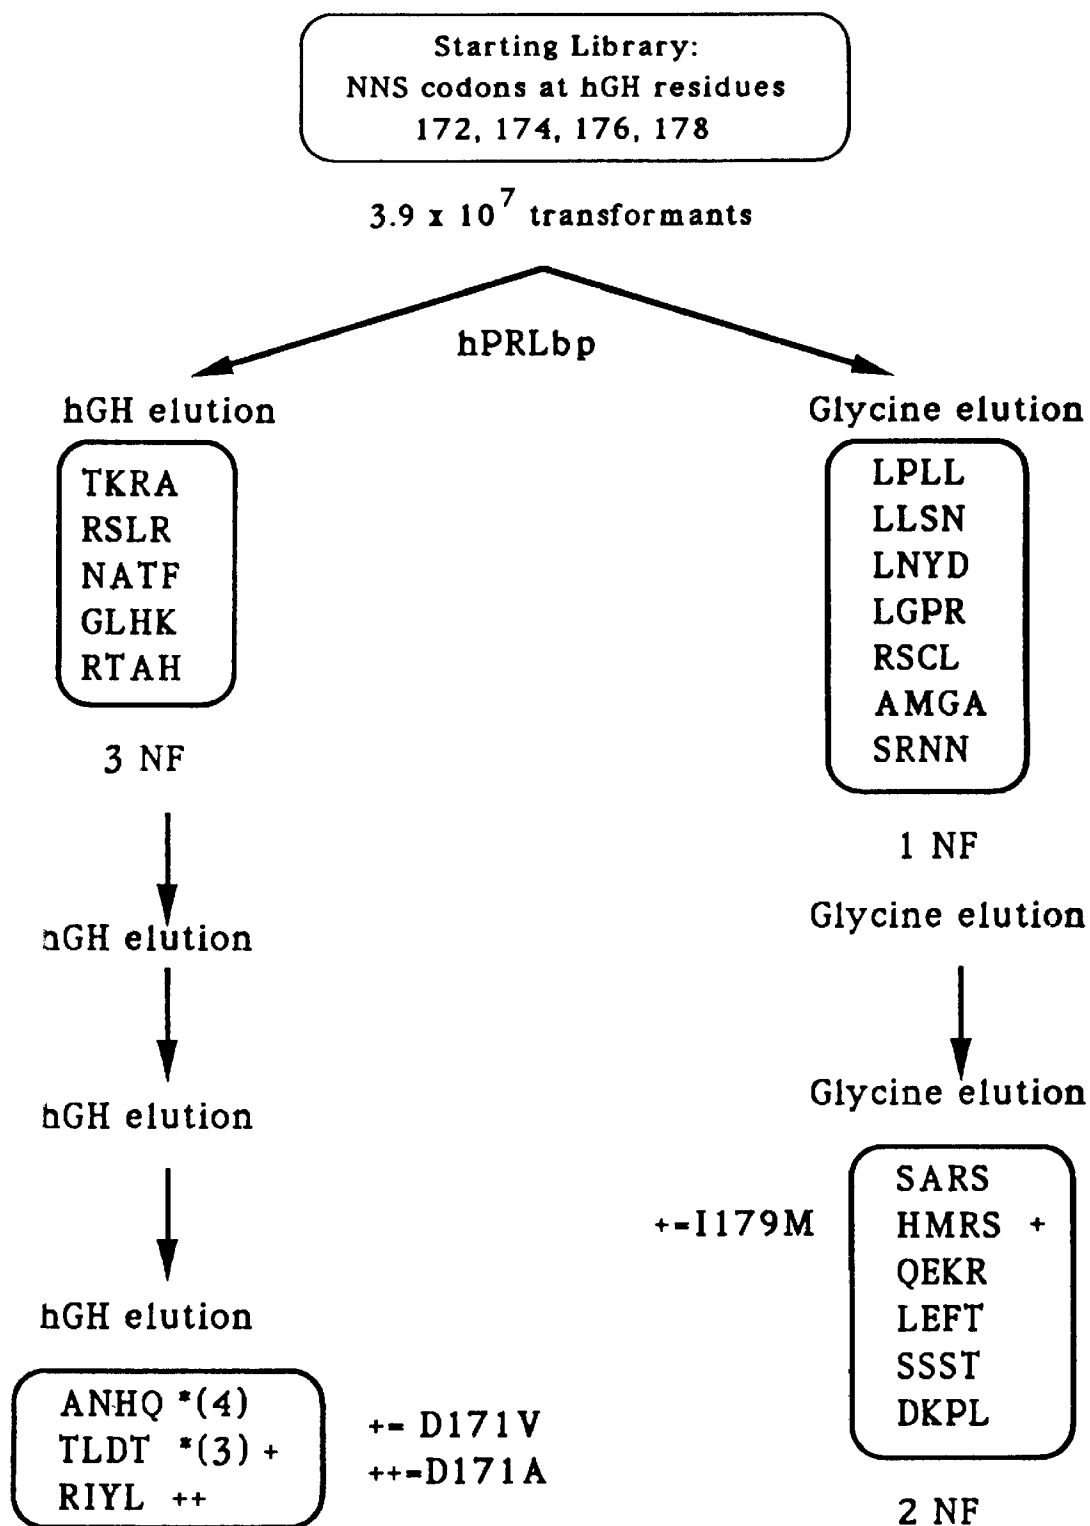 Starting Library:
NNS codons at hGH residues
172, 174, 176, 178
3.9 x 10^7 transformants
hPRLbp
hGH elution
TKRA
RSLR
NATF
GLHK
RTAH
3 NF
hGH elution
hGH elution
hGH elution
ANHQ *(4)
TLDT *(3) +
RIYL ++
+= D171V
++=D171A
Glycine elution
LPLL
LLSN
LNYD
LGPR
RSCL
AMGA
SRNN
1 NF
Glycine elution
Glycine elution
+=I179M
SARS
HMRS +
QEKR
LEFT
SSST
DKPL
2 NF